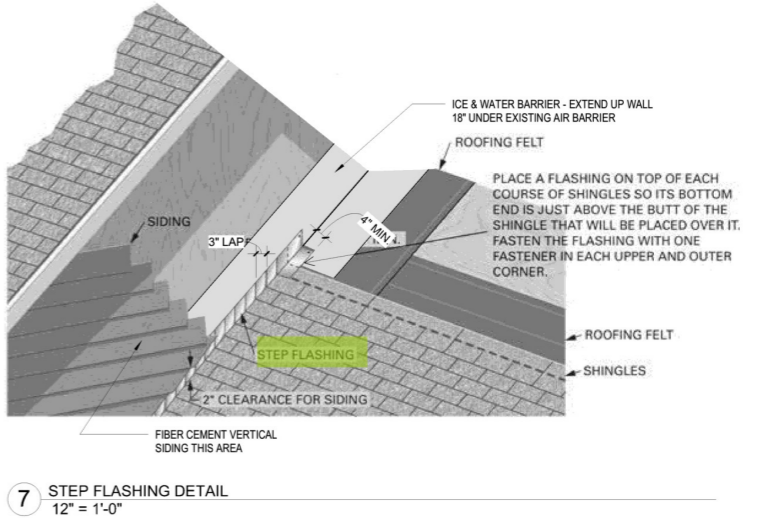 ICE & WATER BARRIER - EXTEND UP WALL
18" UNDER EXISTING AIR BARRIER
ROOFING FELT
PLACE A FLASHING ON TOP OF EACH
COURSE OF SHINGLES SO ITS BOTTOM
END IS JUST ABOVE THE BUTT OF THE
SHINGLE THAT WILL BE PLACED OVER IT.
FASTEN THE FLASHING WITH ONE
FASTENER IN EACH UPPER AND OUTER
CORNER.
SIDING
3" LAP
4" MIN.
STEP FLASHING
ROOFING FELT
SHINGLES
2" CLEARANCE FOR SIDING
FIBER CEMENT VERTICAL
SIDING THIS AREA
7 STEP FLASHING DETAIL
12" = 1'-0"